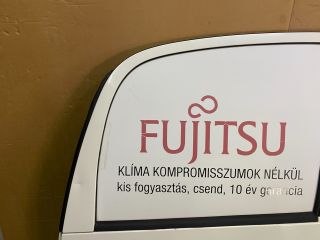 FUJITSU
KLÍMA KOMPROMISSZUMOK NÉLKÜL
kis fogyasztás, csend, 10 év garancia